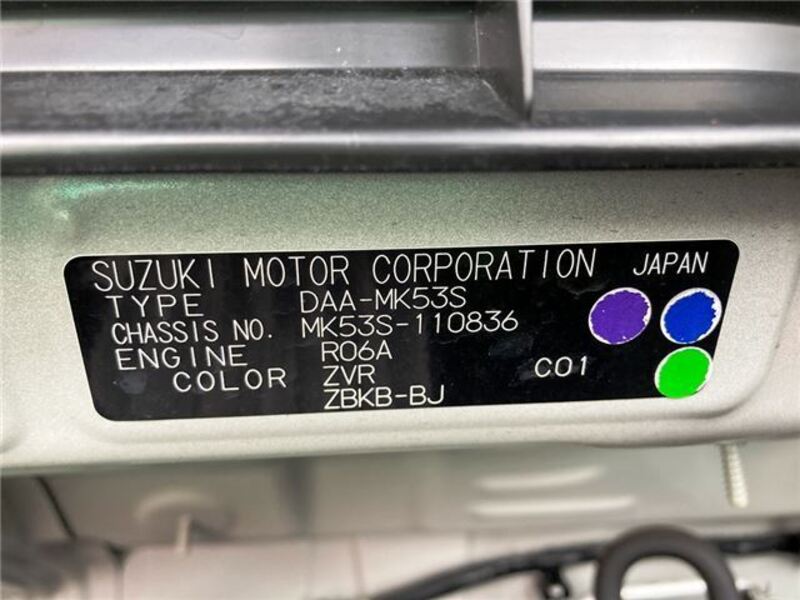 SUZUKI MOTOR CORPORATION JAPAN
TYPE DAA-MK53S
CHASSIS NO. MK53S-110836
ENGINE R06A
COLOR ZVR C01
ZBKB-BJ